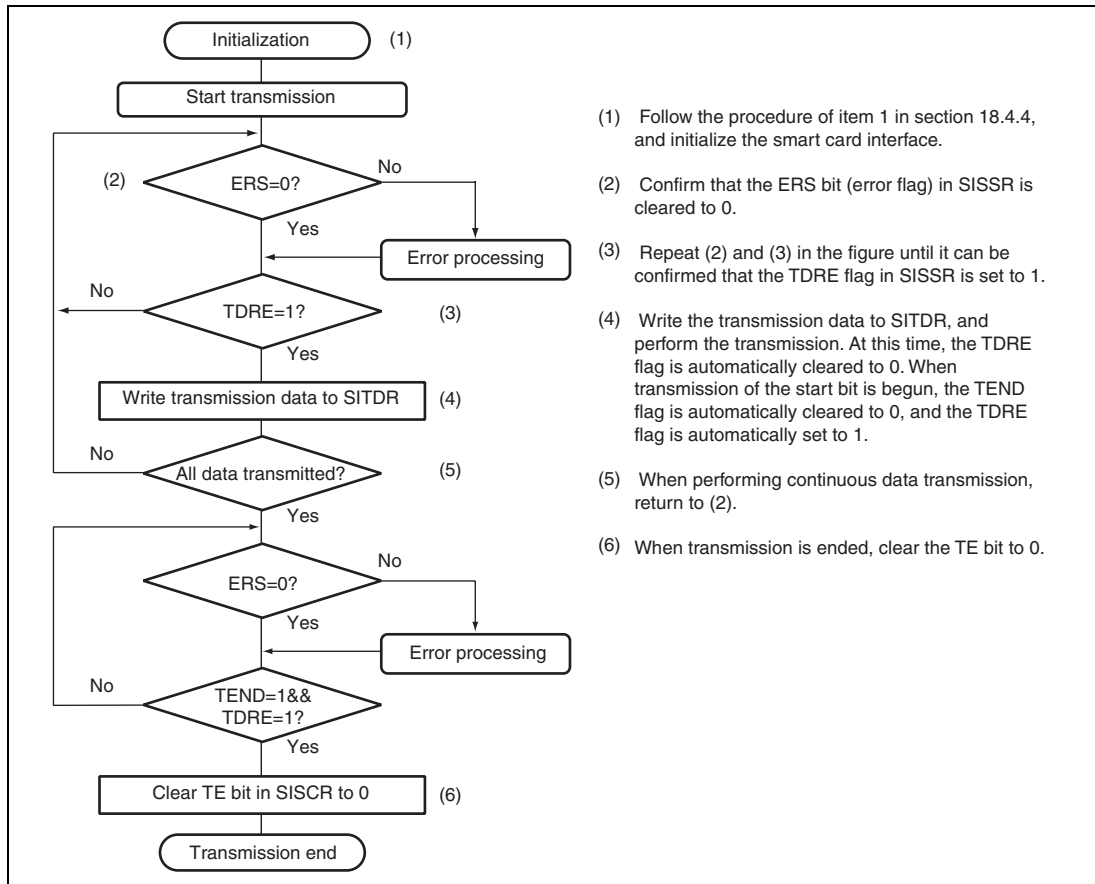 Initialization
(1)
Start transmission
(2)
ERS=0?
No
Yes
Error processing
No
TDRE=1?
(3)
Yes
Write transmission data to SITDR
(4)
No
All data transmitted?
(5)
Yes
ERS=0?
No
Yes
Error processing
No
TEND=1&&
TDRE=1?
Yes
Clear TE bit in SISCR to 0
(6)
Transmission end
(1) Follow the procedure of item 1 in section 18.4.4,
and initialize the smart card interface.
(2) Confirm that the ERS bit (error flag) in SISSR is
cleared to 0.
(3) Repeat (2) and (3) in the figure until it can be
confirmed that the TDRE flag in SISSR is set to 1.
(4) Write the transmission data to SITDR, and
perform the transmission. At this time, the TDRE
flag is automatically cleared to 0. When
transmission of the start bit is begun, the TEND
flag is automatically cleared to 0, and the TDRE
flag is automatically set to 1.
(5) When performing continuous data transmission,
return to (2).
(6) When transmission is ended, clear the TE bit to 0.